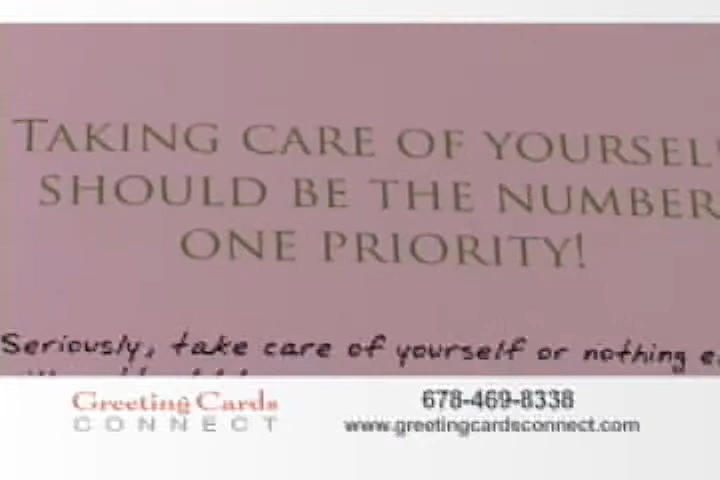 TAKING CARE OF YOURSEL
SHOULD BE THE NUMBER
ONE PRIORITY!
Seriously, take care of yourself or nothing
Greeting Cards
CONNECT
678-469-8338
www.greetingcardsconnect.com